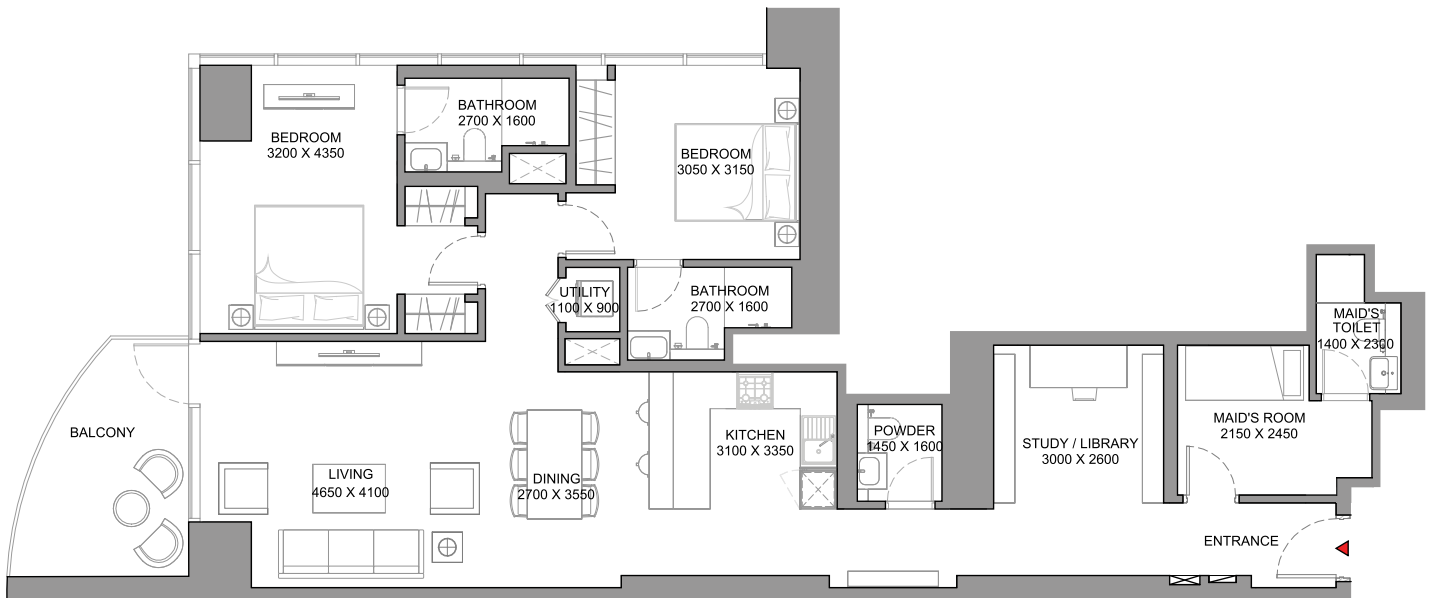 BATHROOM
2700 X 1600
BEDROOM
3200 X 4350
BEDROOM
3050 X 3150
UTILITY
1100 X 900
BATHROOM
2700 X 1600
MAID'S
TOILET
1400 X 2300
BALCONY
LIVING
4650 X 4100
DINING
2700 X 3550
KITCHEN
3100 X 3350
POWDER
1450 X 1600
STUDY / LIBRARY
3000 X 2600
MAID'S ROOM
2150 X 2450
ENTRANCE